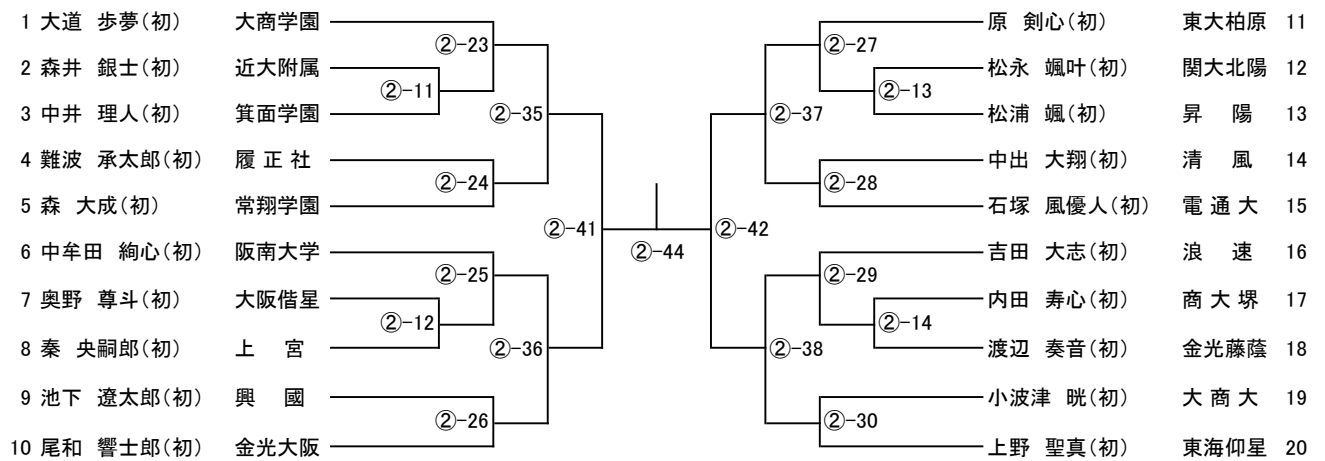 1 大道 歩夢(初) 大商学園
2 森井 銀士(初) 近大附属
3 中井 理人(初) 箕面学園
4 難波 承太郎(初) 履正社
5 森 大成(初) 常翔学園
6 中牟田 絢心(初) 阪南大学
7 奥野 尊斗(初) 大阪偕星
8 秦 央嗣郎(初) 上 宮
9 池下 遼太郎(初) 興 國
10 尾和 響士郎(初) 金光大阪
②-23
②-11
②-35
②-24
②-41
②-25
②-12
②-36
②-26
②-44
②-27
②-13
②-37
②-28
②-42
②-29
②-14
②-38
②-30
原 剣心(初) 東大柏原 11
松永 颯叶(初) 関大北陽 12
松浦 颯(初) 昇 陽 13
中出 大翔(初) 清 風 14
石塚 風優人(初) 電通大 15
吉田 大志(初) 浪 速 16
内田 寿心(初) 商大堺 17
渡辺 奏音(初) 金光藤蔭 18
小波津 晄(初) 大商大 19
上野 聖真(初) 東海仰星 20